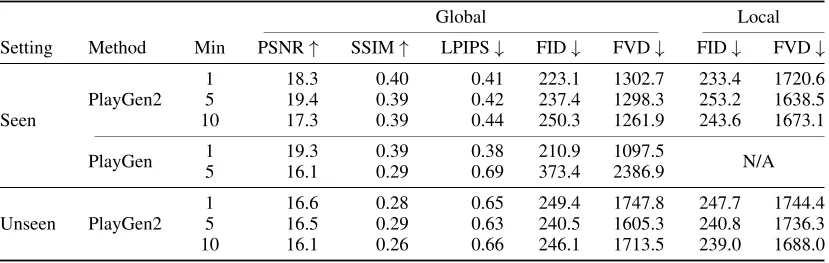 Global Local
Setting Method Min PSNR ↑ SSIM ↑ LPIPS ↓ FID ↓ FVD ↓ FID ↓ FVD ↓
1 18.3 0.40 0.41 223.1 1302.7 233.4 1720.6
PlayGen2 5 19.4 0.39 0.42 237.4 1298.3 253.2 1638.5
Seen 10 17.3 0.39 0.44 250.3 1261.9 243.6 1673.1
PlayGen 1 19.3 0.39 0.38 210.9 1097.5 N/A
5 16.1 0.29 0.69 373.4 2386.9
1 16.6 0.28 0.65 249.4 1747.8 247.7 1744.4
Unseen PlayGen2 5 16.5 0.29 0.63 240.5 1605.3 240.8 1736.3
10 16.1 0.26 0.66 246.1 1713.5 239.0 1688.0